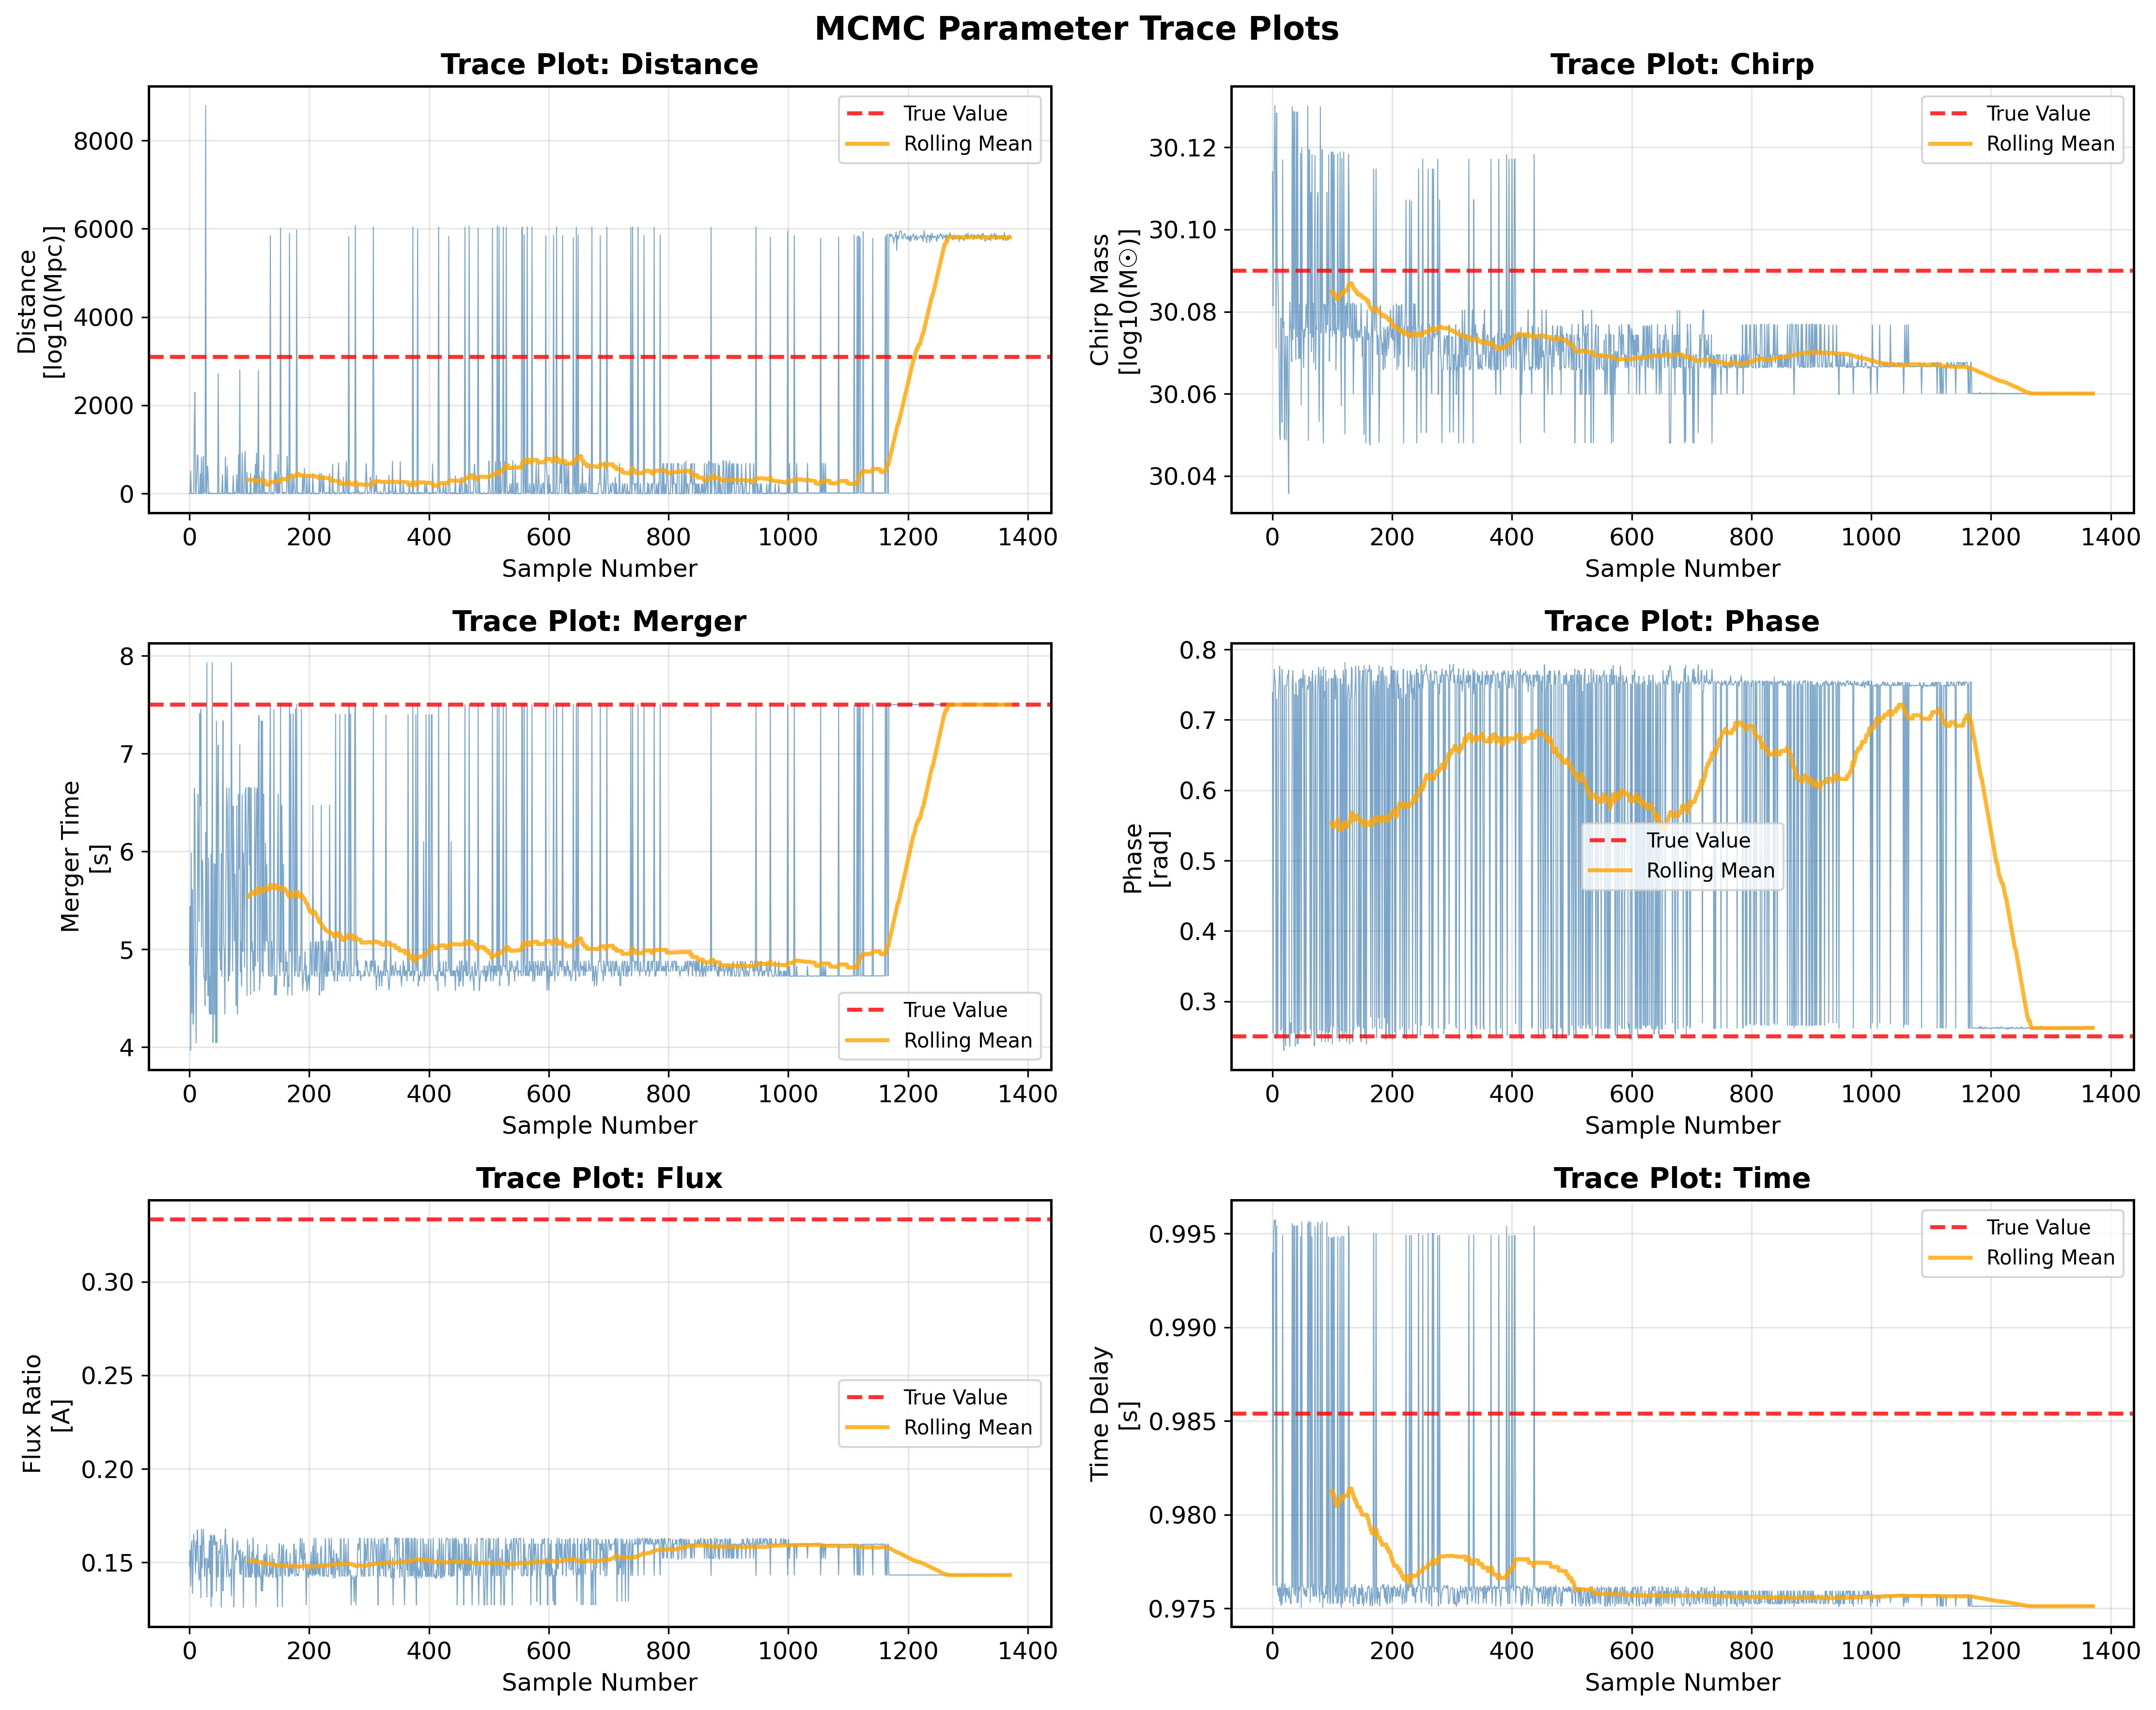 MCMC Parameter Trace Plots
Trace Plot: Distance
8000
6000
4000
2000
0
Distance
[log10(Mpc)]
0 200 400 600 800 1000 1200 1400
Sample Number
True Value
Rolling Mean
Trace Plot: Chirp
30.12
30.10
30.08
30.06
30.04
Chirp Mass
[log10(M☉)]
0 200 400 600 800 1000 1200 1400
Sample Number
True Value
Rolling Mean
Trace Plot: Merger
8
7
6
5
4
Merger Time
[s]
0 200 400 600 800 1000 1200 1400
Sample Number
True Value
Rolling Mean
Trace Plot: Phase
0.8
0.7
0.6
0.5
0.4
0.3
Phase
[rad]
0 200 400 600 800 1000 1200 1400
Sample Number
True Value
Rolling Mean
Trace Plot: Flux
0.30
0.25
0.20
0.15
Flux Ratio
[A]
0 200 400 600 800 1000 1200 1400
Sample Number
True Value
Rolling Mean
Trace Plot: Time
0.995
0.990
0.985
0.980
0.975
Time Delay
[s]
0 200 400 600 800 1000 1200 1400
Sample Number
True Value
Rolling Mean